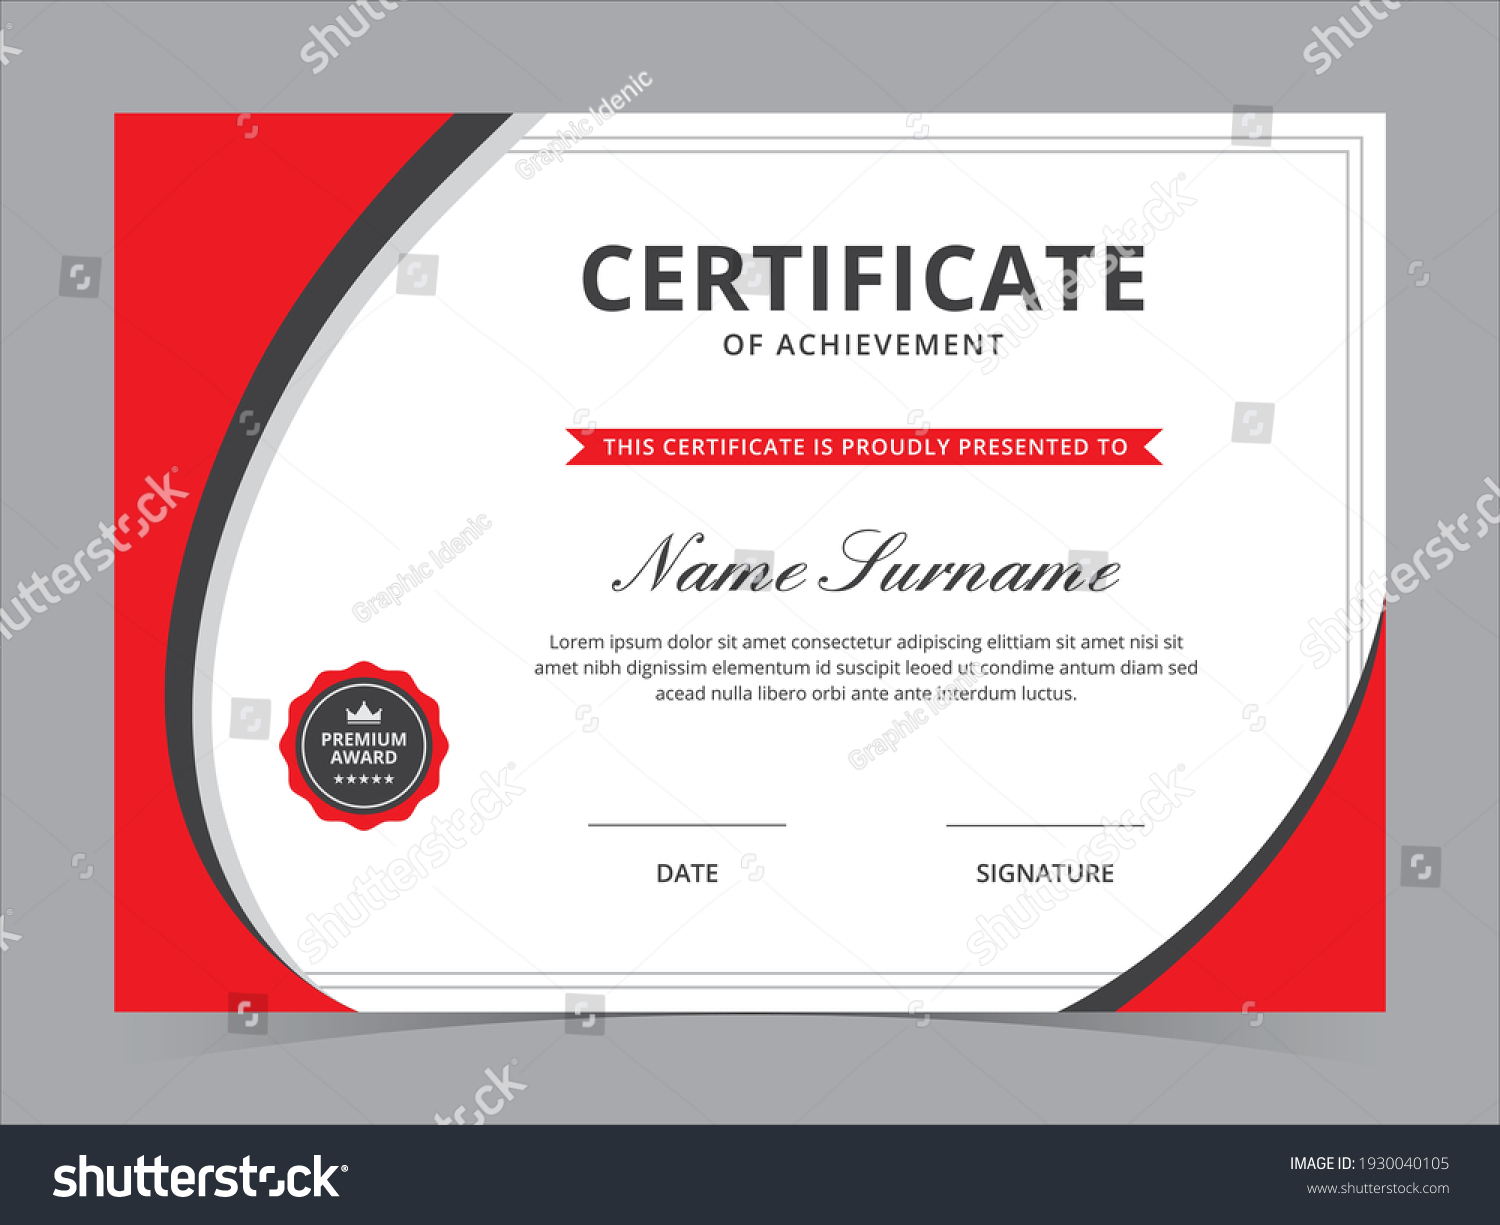 CERTIFICATE
OF ACHIEVEMENT
THIS CERTIFICATE IS PROUDLY PRESENTED TO
Name Surname
Lorem ipsum dolor sit amet consectetur adipiscing elittiam sit amet nisi sit
amet nibh dignissim elementum id suscipit leoed ut condime antum diam sed
acead nulla libero orbi ante ante interdum luctus.
PREMIUM
AWARD
DATE
SIGNATURE
shutterstock
shutterstock
shutterstock
shutterstock
shutterstock
Graphic Idenic
Graphic Idenic
Graphic Idenic
shutterstock
IMAGE ID: 1930040105
www.shutterstock.com